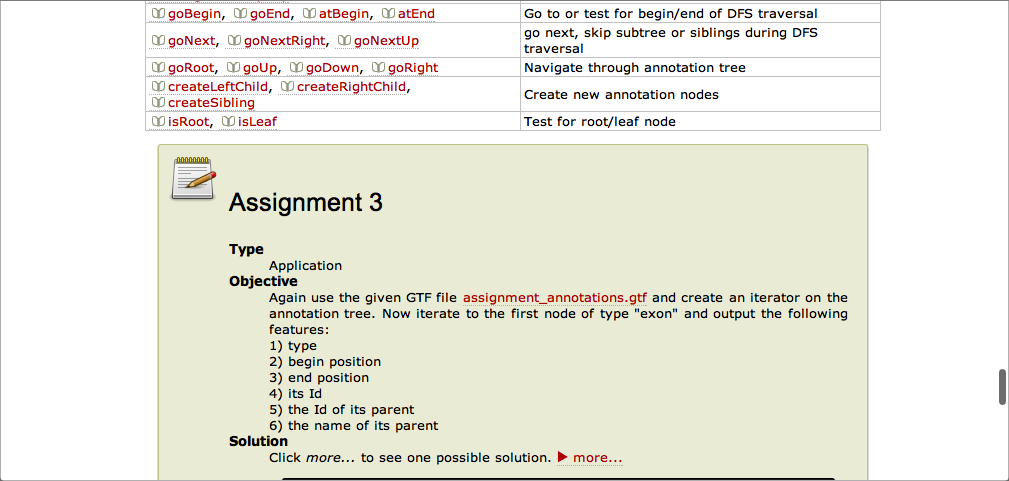 goBegin, goEnd, atBegin, atEnd Go to or test for begin/end of DFS traversal
goNext, goNextRight, goNextUp go next, skip subtree or siblings during DFS
traversal
goRoot, goUp, goDown, goRight Navigate through annotation tree
createLeftChild, createRightChild,
createSibling Create new annotation nodes
isRoot, isLeaf Test for root/leaf node
Assignment 3
Type
Application
Objective
Again use the given GTF file assignment_annotations.gtf and create an iterator on the
annotation tree. Now iterate to the first node of type "exon" and output the following
features:
1) type
2) begin position
3) end position
4) its Id
5) the Id of its parent
6) the name of its parent
Solution
Click more... to see one possible solution. ▶ more...